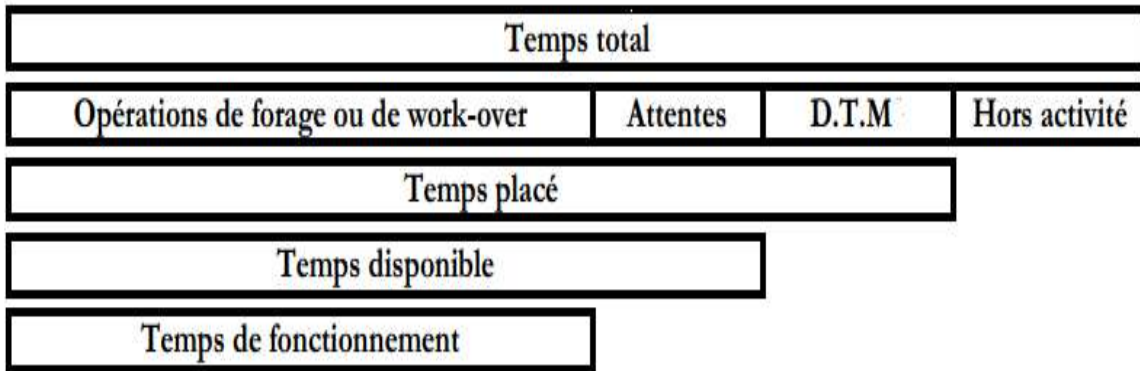 Temps total
Opérations de forage ou de work-over Attentes D.T.M Hors activité
Temps placé
Temps disponible
Temps de fonctionnement